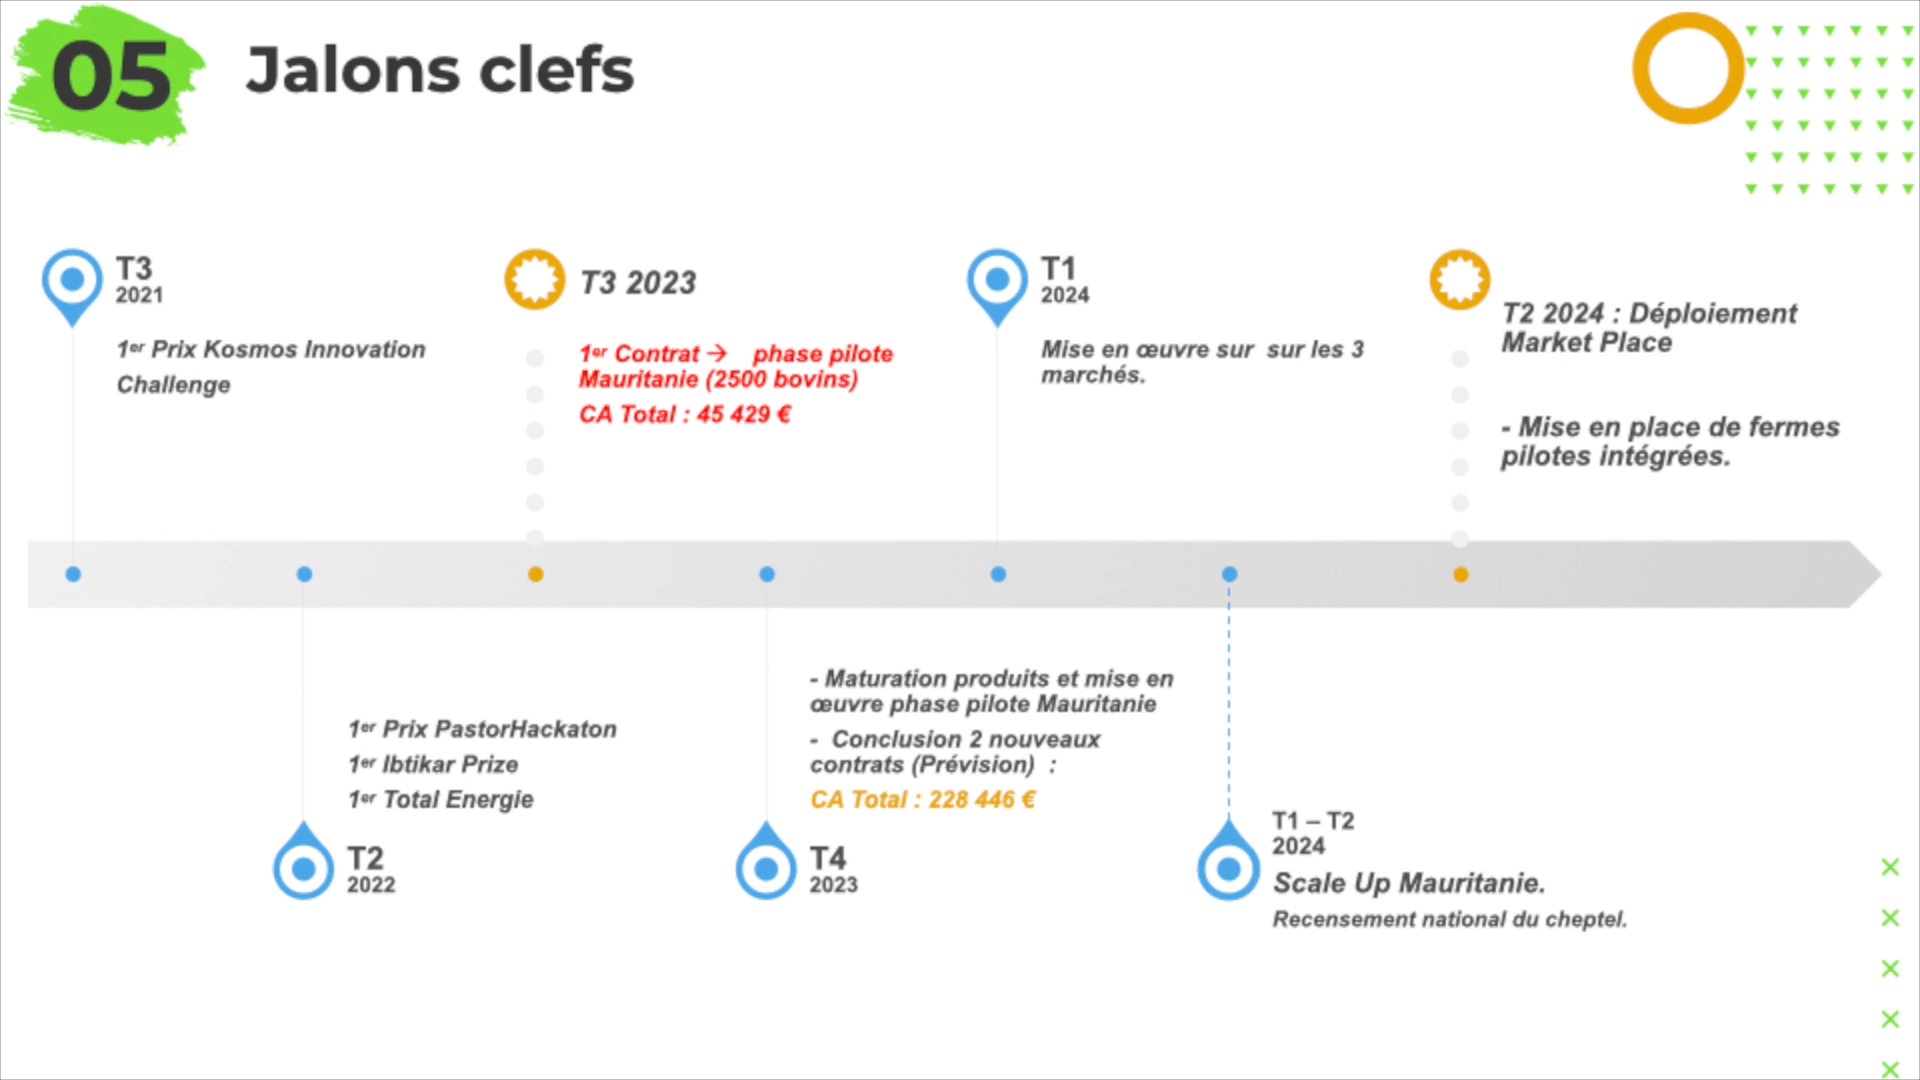 05
Jalons clefs
T3
2021
1er Prix Kosmos Innovation
Challenge
T3 2023
1er Contrat → phase pilote
Mauritanie (2500 bovins)
CA Total : 45 429 €
T1
2024
Mise en œuvre sur sur les 3
marchés.
T2 2024 : Déploiement
Market Place
- Mise en place de fermes
pilotes intégrées.
1er Prix PastorHackaton
1er Ibtikar Prize
1er Total Energie
T2
2022
- Maturation produits et mise en
œuvre phase pilote Mauritanie
- Conclusion 2 nouveaux
contrats (Prévision) :
CA Total : 228 446 €
T4
2023
T1 – T2
2024
Scale Up Mauritanie.
Recensement national du cheptel.